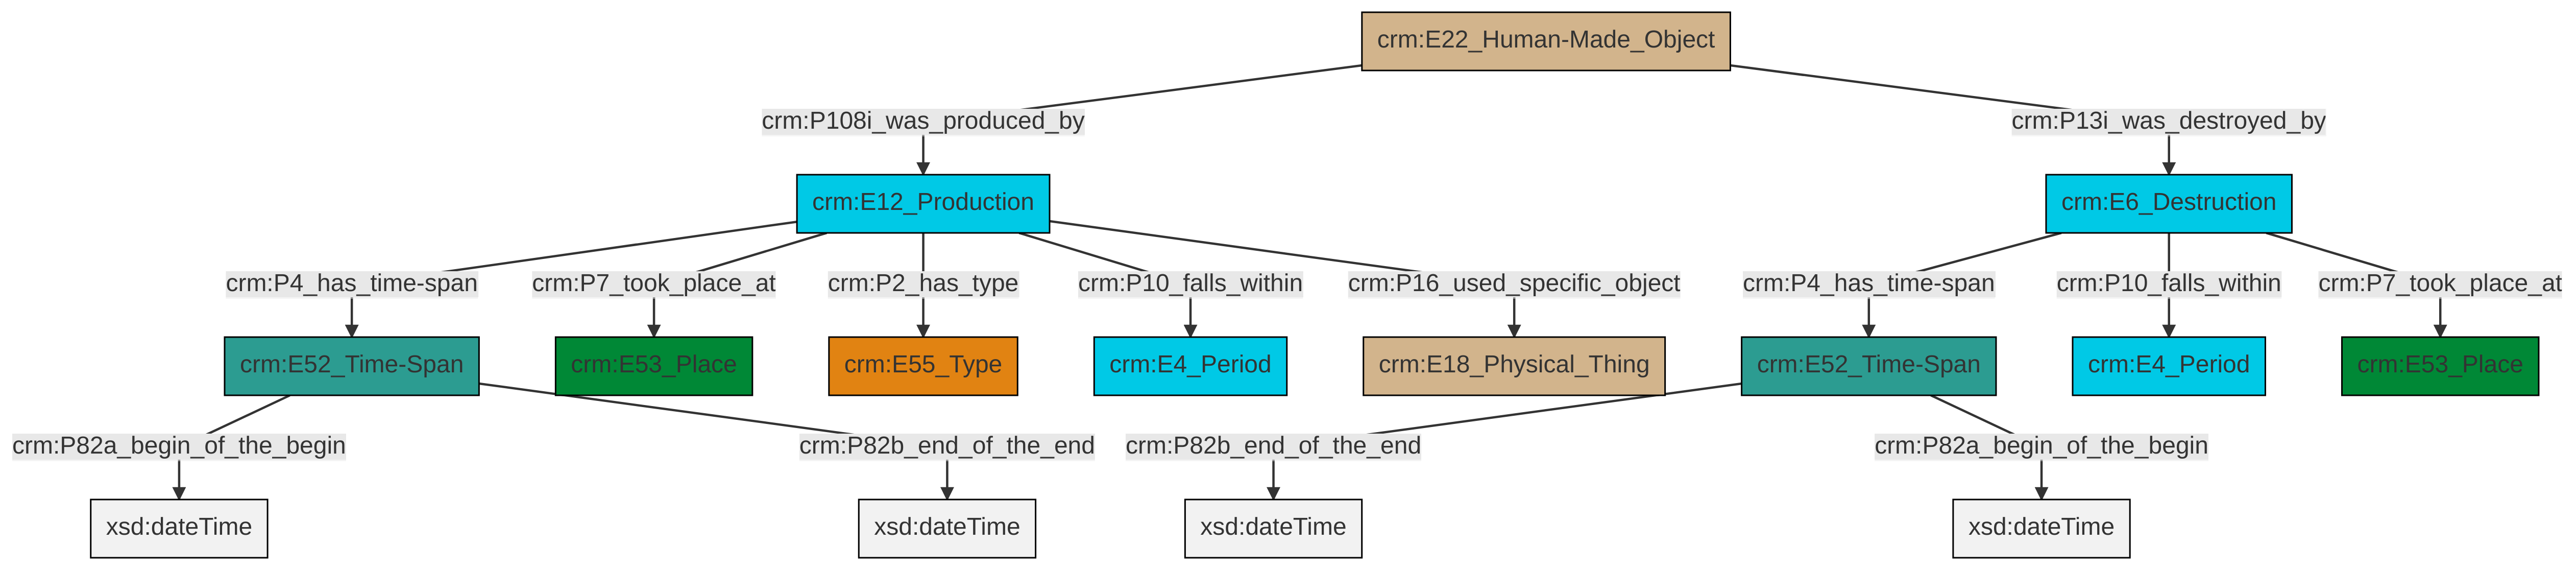 crm:E22_Human-Made_Object
crm:P108i_was_produced_by
crm:P13i_was_destroyed_by
crm:E12_Production
crm:E6_Destruction
crm:P4_has_time-span
crm:P7_took_place_at
crm:P2_has_type
crm:P10_falls_within
crm:P16_used_specific_object
crm:P4_has_time-span
crm:P10_falls_within
crm:P7_took_place_at
crm:E52_Time-Span
crm:E53_Place
crm:E55_Type
crm:E4_Period
crm:E18_Physical_Thing
crm:E52_Time-Span
crm:E4_Period
crm:E53_Place
crm:P82a_begin_of_the_begin
crm:P82b_end_of_the_end
crm:P82b_end_of_the_end
crm:P82a_begin_of_the_begin
xsd:dateTime
xsd:dateTime
xsd:dateTime
xsd:dateTime